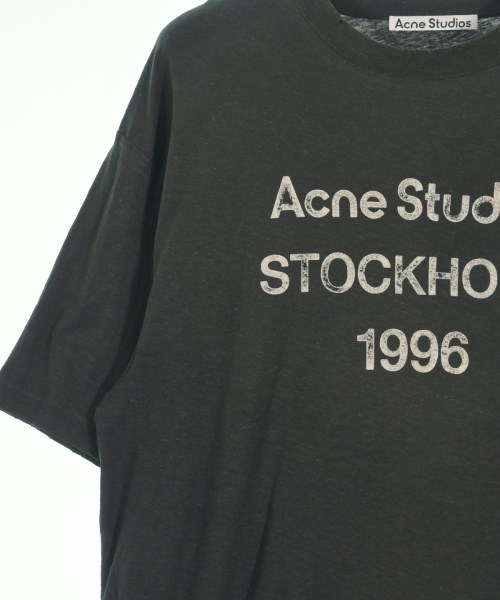 Acne Studios
Acne Stud
STOCKHO
1996